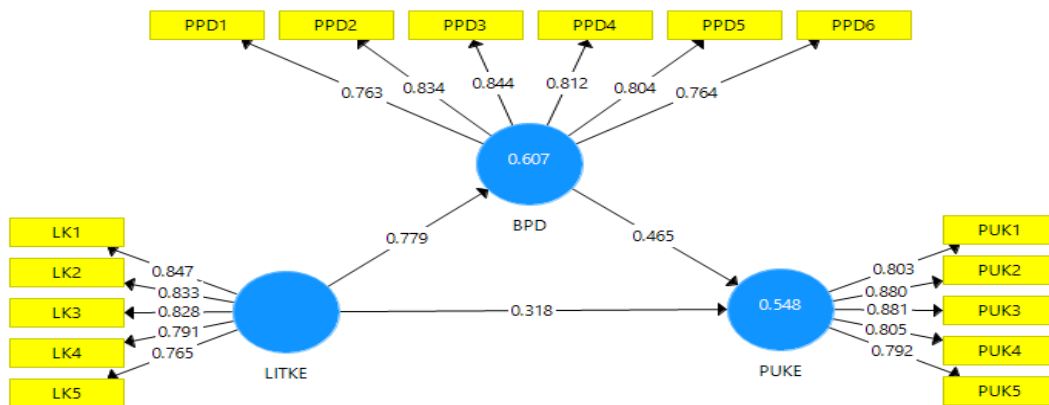 PPD1 PPD2 PPD3 PPD4 PPD5 PPD6
0.763 0.834 0.844 0.812 0.804 0.764
0.607
BPD
0.779
0.465
LK1
LK2
LK3
LK4
LK5
0.847
0.833
0.828
0.791
0.765
LITKE
0.318
0.548
PUKE
0.803
0.880
0.881
0.805
0.792
PUK1
PUK2
PUK3
PUK4
PUK5